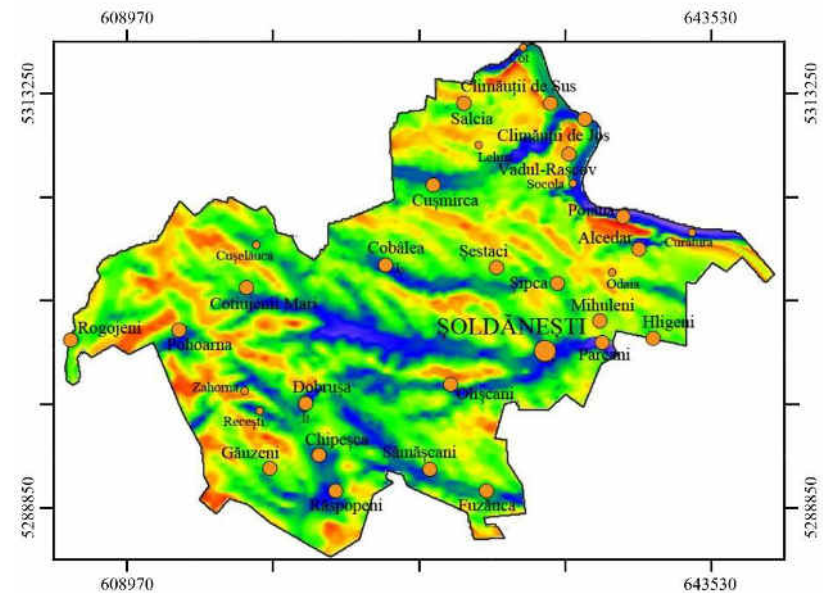 608970
643530
5313250
5313250
Cot
Climăuții de Sus
Salcia
Climăuții de Jos
Lelina
Vadul-Rașcov
Socola
Cușmirca
Poiana
Curătura
Alcedar
Cobâlea
Șestaci
Cușelăuca
Odaia
Șipca
Cotiujenii Mari
Mihuleni
Hligeni
ȘOLDĂNEȘTI
Rogojeni
Pohoarna
Parcani
Zahorna
Dobrușa
Olișcani
Recești
Chipeșca
Sămășcani
Găuzeni
Răspopeni
Fuzăuca
5288850
5288850
608970
643530